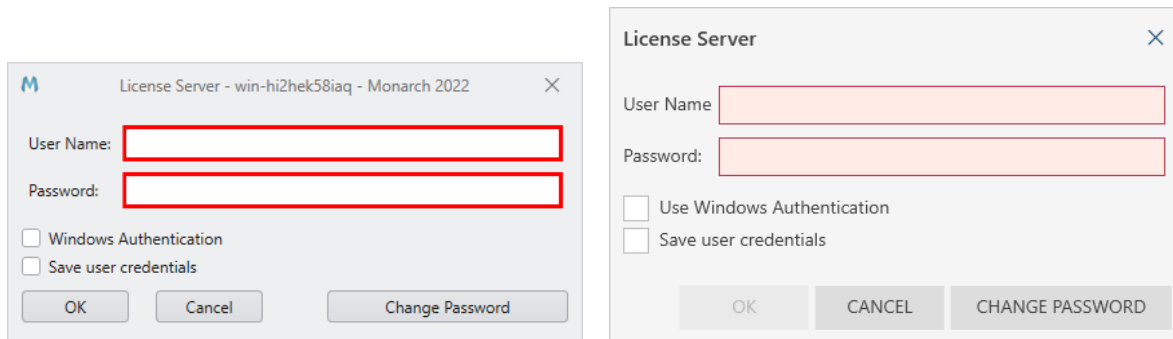 License Server - win-hi2hek58iaq - Monarch 2022
User Name:
Password:
Windows Authentication
Save user credentials
OK Cancel Change Password
License Server
User Name
Password:
Use Windows Authentication
Save user credentials
OK CANCEL CHANGE PASSWORD